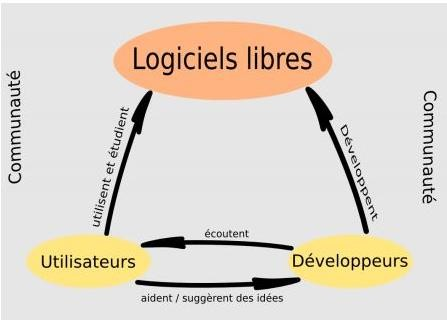 Logiciels libres
Communauté
Communauté
utilisent et étudient
Développent
écoutent
Utilisateurs
Développeurs
aident / suggèrent des idées